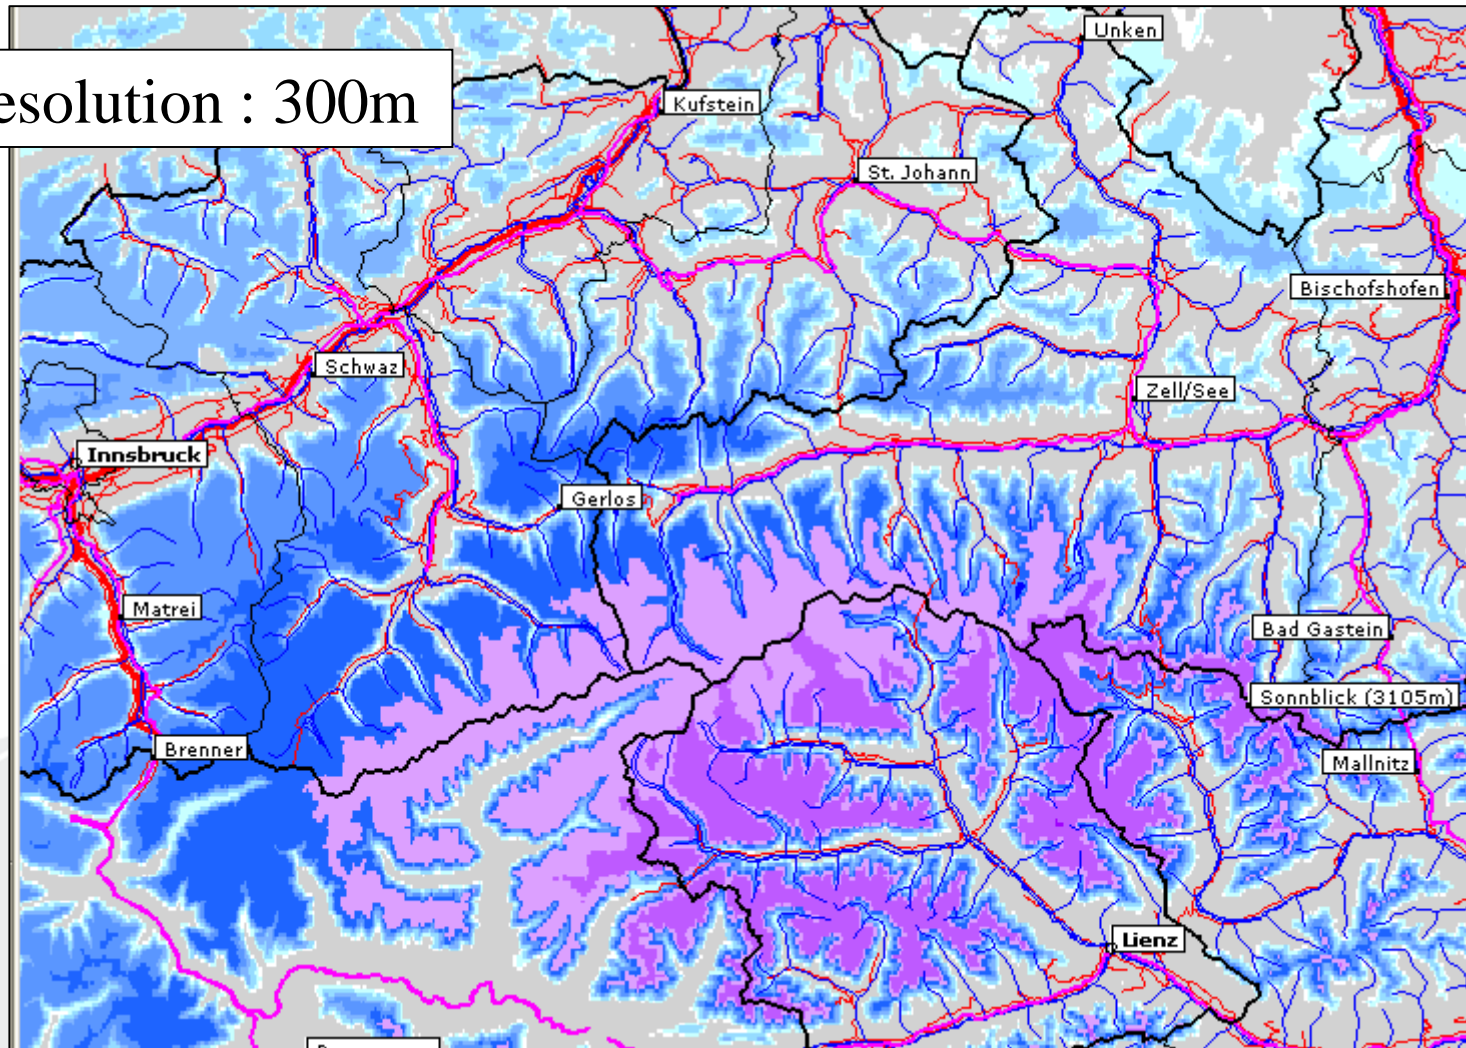 Unken
esolution : 300m
Kufstein
St. Johann
Bischofshofen
Schwaz
Zell/See
Innsbruck
Gerlos
Matrei
Bad Gastein
Sonnblick (3105m)
Brenner
Mallnitz
Lienz